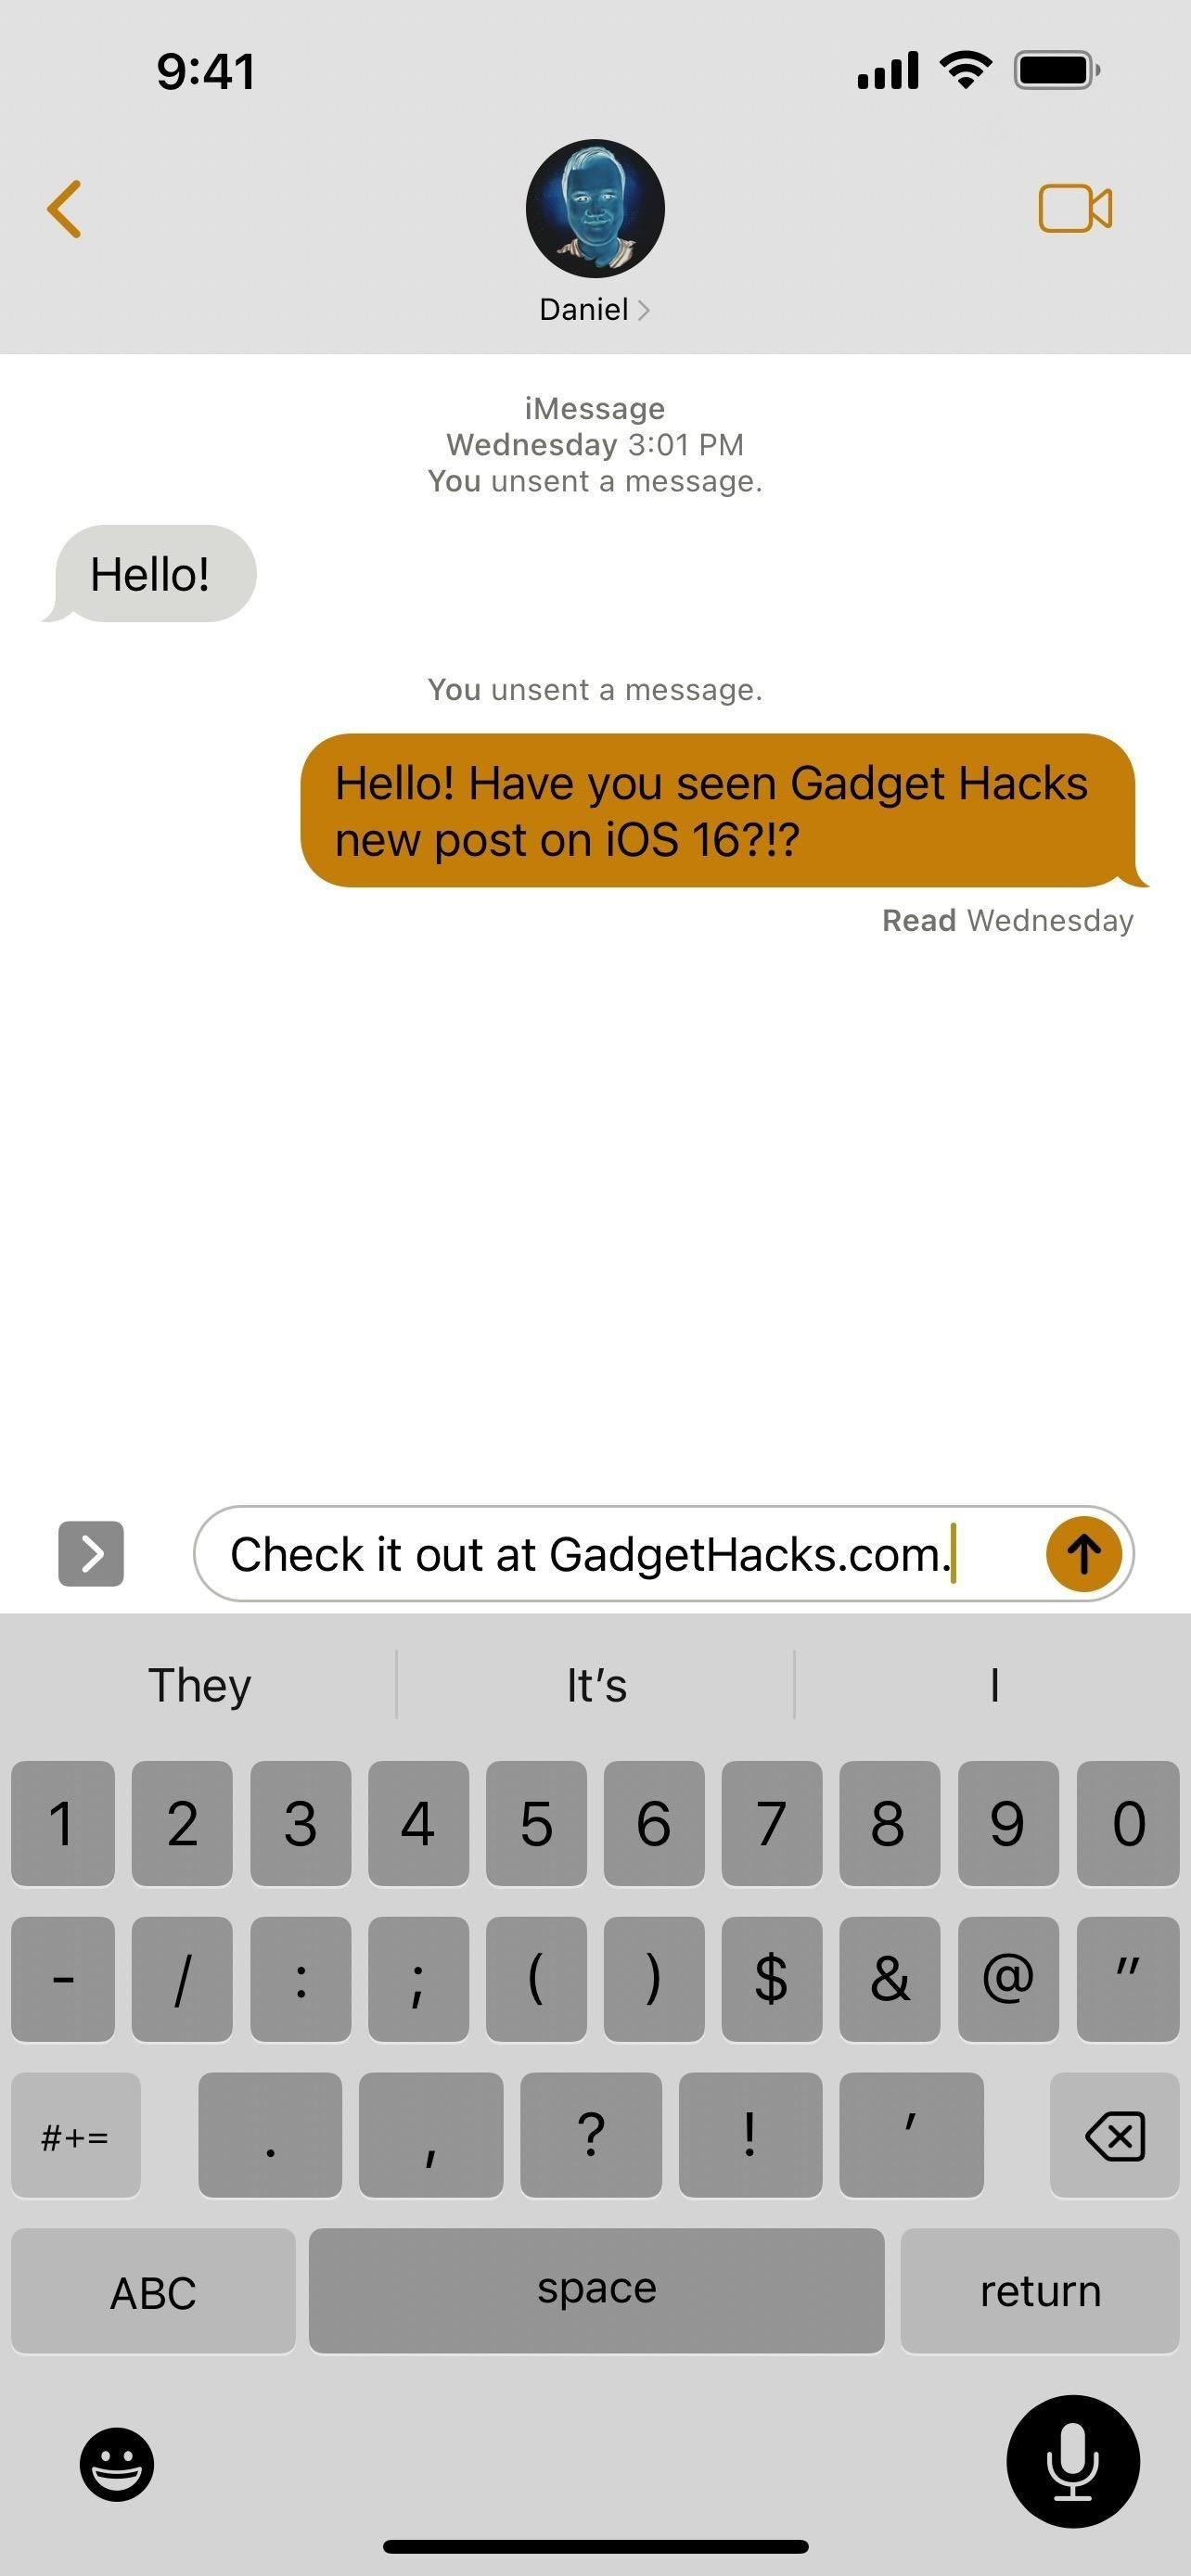 9:41
Daniel
iMessage
Wednesday 3:01 PM
You unsent a message.
Hello!
You unsent a message.
Hello! Have you seen Gadget Hacks
new post on iOS 16?!?
Read Wednesday
Check it out at GadgetHacks.com.
They It’s I
1 2 3 4 5 6 7 8 9 0
- / : ; ( ) $ & @ "
#+= . , ? ! ’
ABC space return